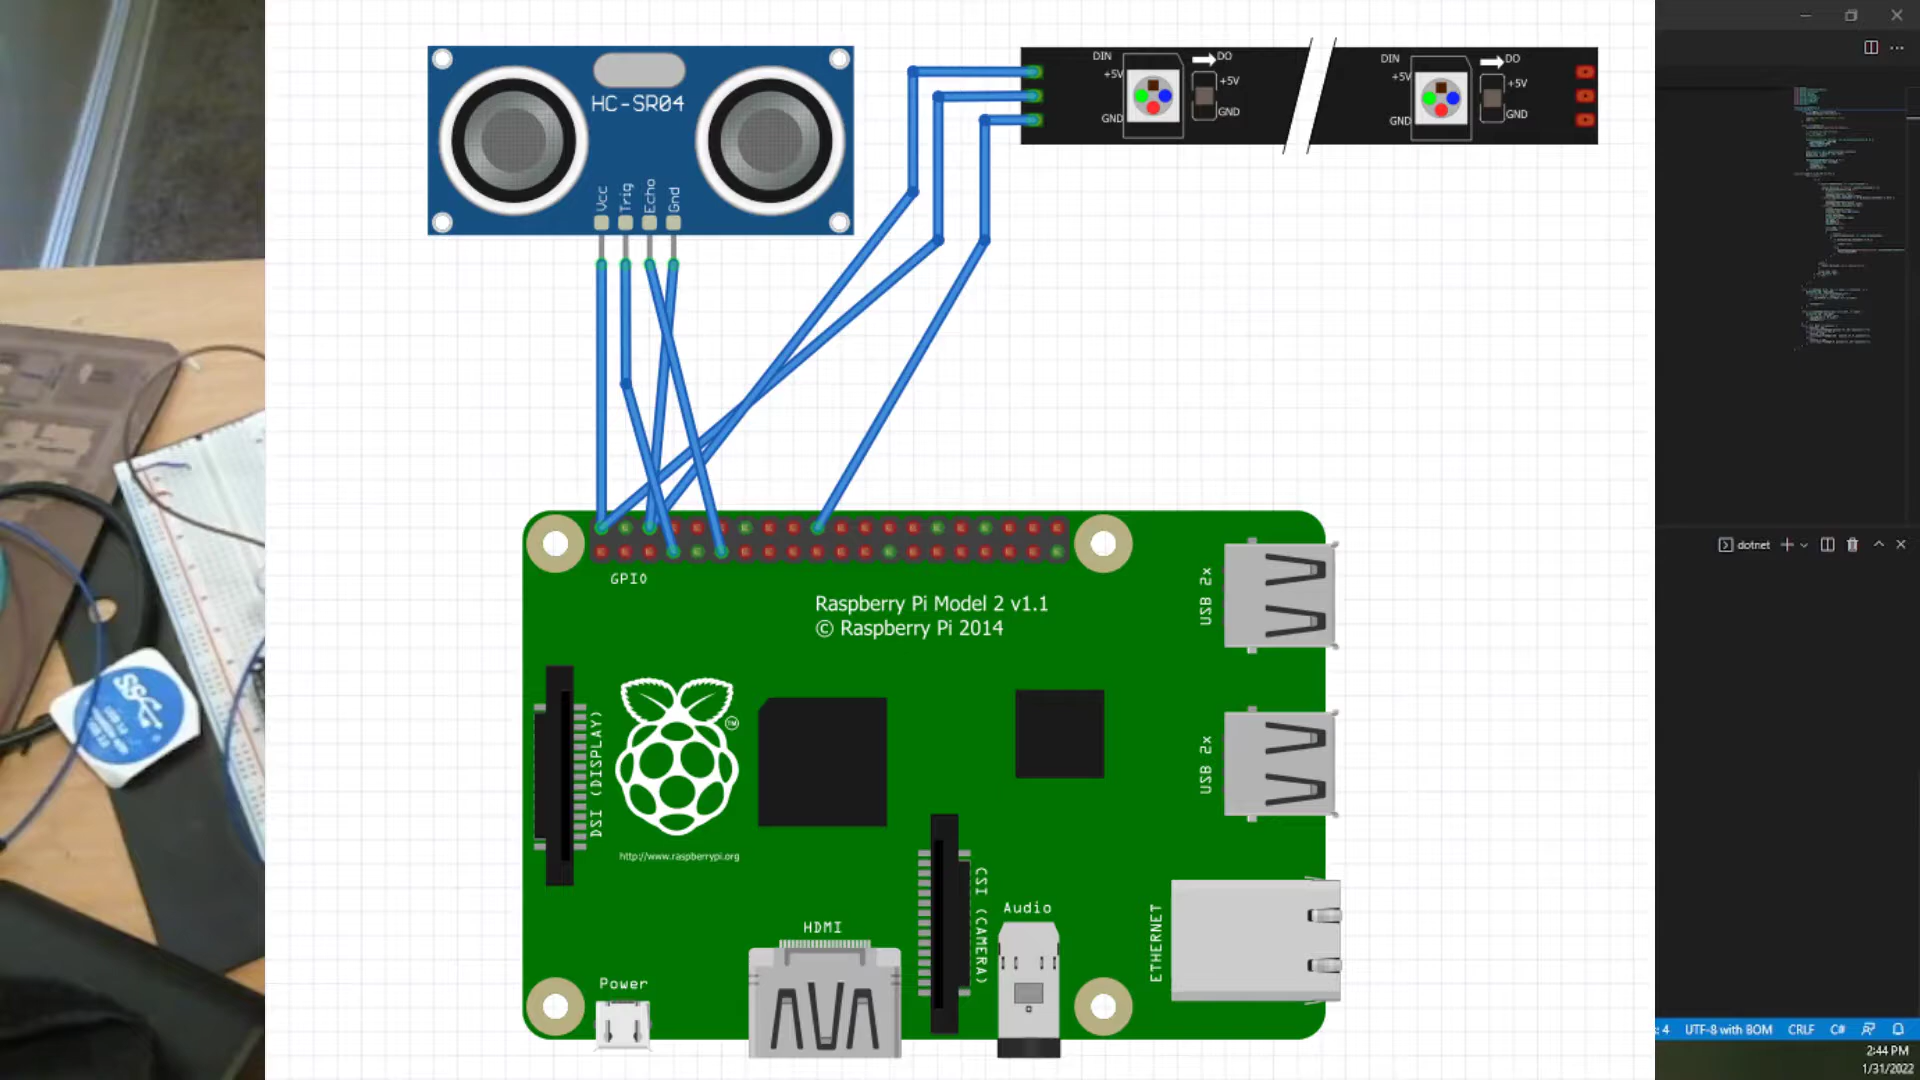 HC-SR04
Vcc
Trig
Echo
Gnd
DIN
DO
+5V
+5V
GND
GND
DIN
DO
+5V
+5V
GND
GND
GPIO
Raspberry Pi Model 2 v1.1
© Raspberry Pi 2014
USB 2x
USB 2x
DSI (DISPLAY)
TM
http://www.raspberrypi.org
CSI (CAMERA)
Audio
HDMI
ETHERNET
Power
dotnet
: 4 UTF-8 with BOM CRLF C#
2:44 PM
1/31/2022